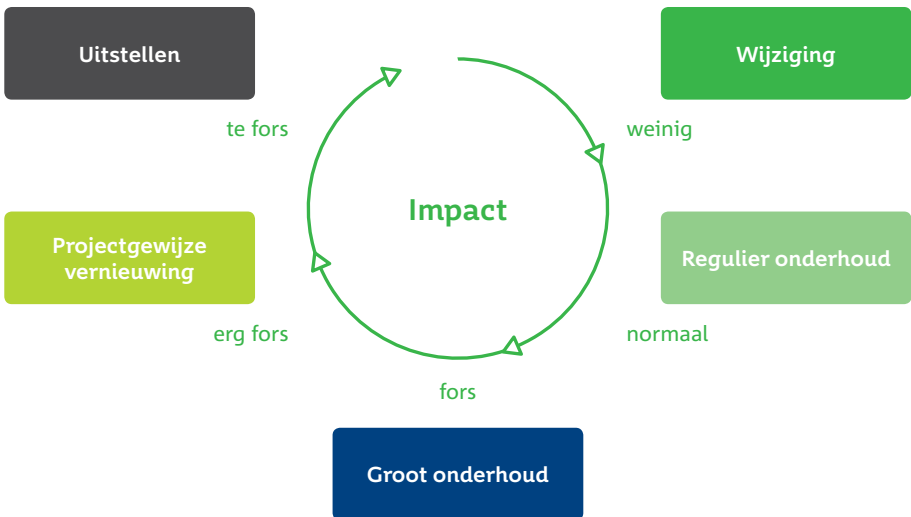 Uitstellen
Wijziging
te fors
weinig
Impact
Projectgewijze
vernieuwing
Regulier onderhoud
erg fors
normaal
fors
Groot onderhoud